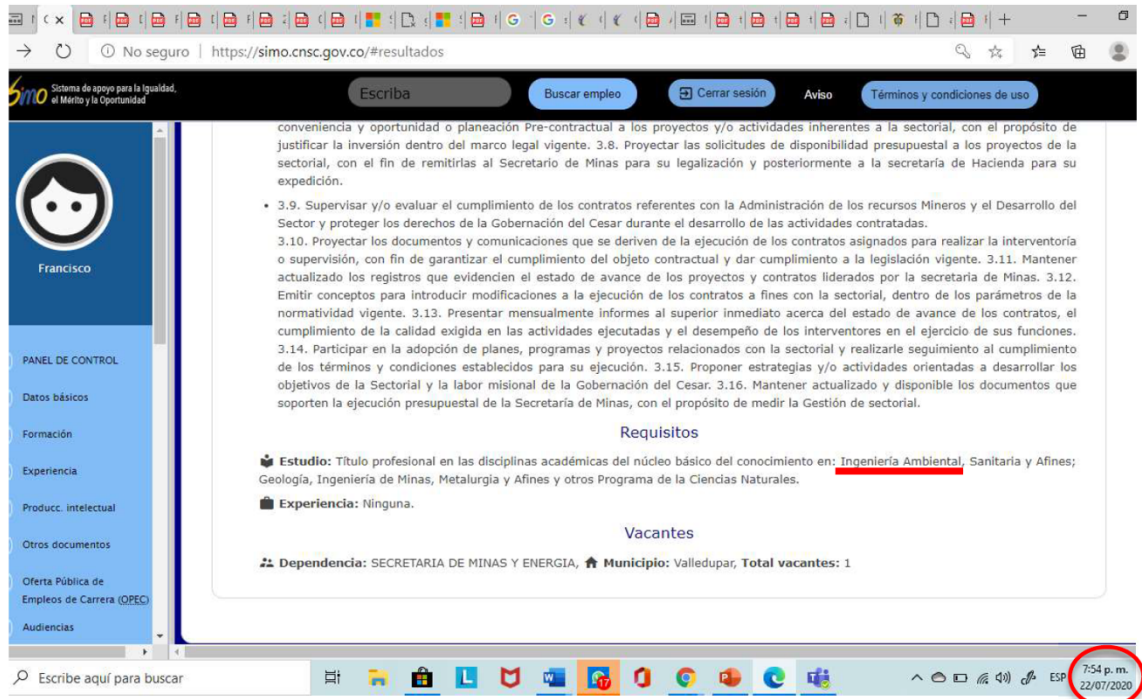 No seguro | https://simo.cnsc.gov.co/#resultados
Simo Sistema de apoyo para la Igualdad,
el Mérito y la Oportunidad
Escriba
Buscar empleo
Cerrar sesión
Aviso
Términos y condiciones de uso
Francisco
PANEL DE CONTROL
Datos básicos
Formación
Experiencia
Producc. intelectual
Otros documentos
Oferta Pública de
Empleos de Carrera (OPEC)
Audiencias
conveniencia y oportunidad o planeación Pre-contractual a los proyectos y/o actividades inherentes a la sectorial, con el propósito de
justificar la inversión dentro del marco legal vigente. 3.8. Proyectar las solicitudes de disponibilidad presupuestal a los proyectos de la
sectorial, con el fin de remitirlas al Secretario de Minas para su legalización y posteriormente a la secretaría de Hacienda para su
expedición.
• 3.9. Supervisar y/o evaluar el cumplimiento de los contratos referentes con la Administración de los recursos Mineros y el Desarrollo del
Sector y proteger los derechos de la Gobernación del Cesar durante el desarrollo de las actividades contratadas.
3.10. Proyectar los documentos y comunicaciones que se deriven de la ejecución de los contratos asignados para realizar la interventoría
o supervisión, con fin de garantizar el cumplimiento del objeto contractual y dar cumplimiento a la legislación vigente. 3.11. Mantener
actualizado los registros que evidencien el estado de avance de los proyectos y contratos liderados por la secretaria de Minas. 3.12.
Emitir conceptos para introducir modificaciones a la ejecución de los contratos a fines con la sectorial, dentro de los parámetros de la
normatividad vigente. 3.13. Presentar mensualmente informes al superior inmediato acerca del estado de avance de los contratos, el
cumplimiento de la calidad exigida en las actividades ejecutadas y el desempeño de los interventores en el ejercicio de sus funciones.
3.14. Participar en la adopción de planes, programas y proyectos relacionados con la sectorial y realizarle seguimiento al cumplimiento
de los términos y condiciones establecidos para su ejecución. 3.15. Proponer estrategias y/o actividades orientadas a desarrollar los
objetivos de la Sectorial y la labor misional de la Gobernación del Cesar. 3.16. Mantener actualizado y disponible los documentos que
soporten la ejecución presupuestal de la Secretaría de Minas, con el propósito de medir la Gestión de sectorial.
Requisitos
Estudio: Título profesional en las disciplinas académicas del núcleo básico del conocimiento en: Ingeniería Ambiental, Sanitaria y Afines;
Geología, Ingeniería de Minas, Metalurgia y Afines y otros Programa de la Ciencias Naturales.
Experiencia: Ninguna.
Vacantes
Dependencia: SECRETARIA DE MINAS Y ENERGIA, Municipio: Valledupar, Total vacantes: 1
Escribe aquí para buscar
ESP
7:54 p. m.
22/07/2020